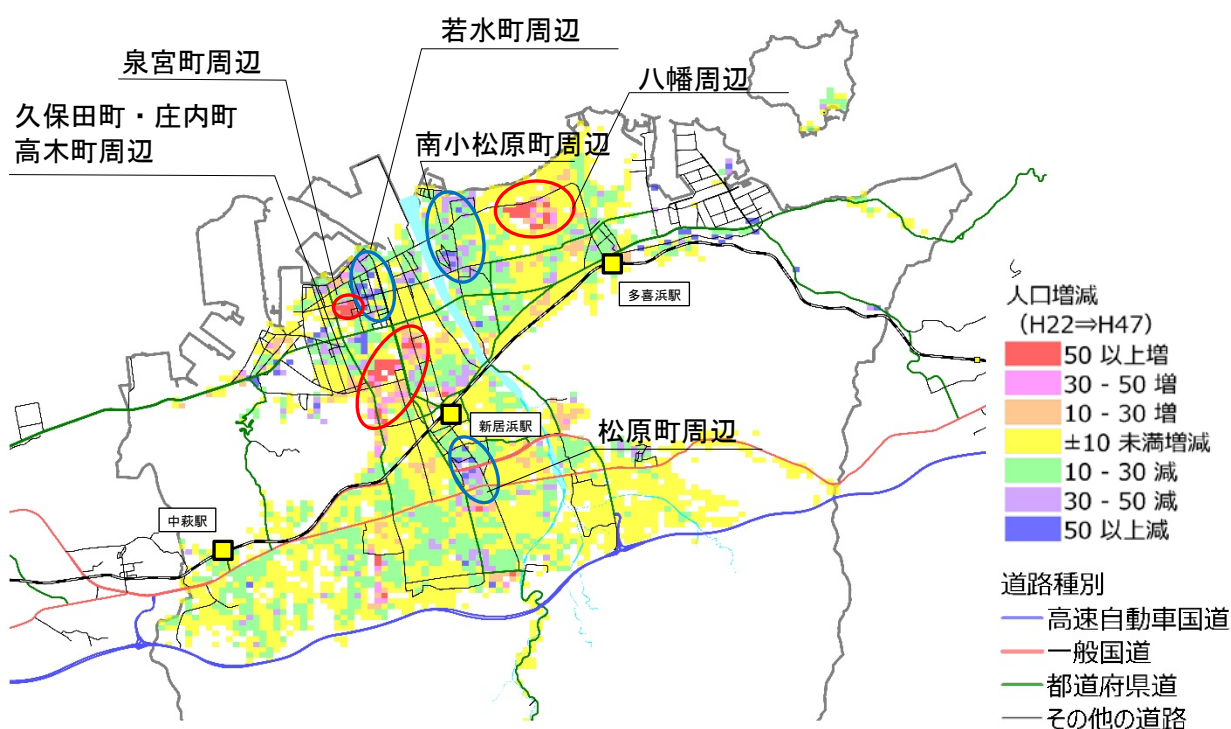 若水町周辺
泉宮町周辺
八幡周辺
久保田町・庄内町
高木町周辺
南小松原町周辺
多喜浜駅
新居浜駅
松原町周辺
中萩駅
人口増減
（H22⇒H47）
50 以上増
30 - 50 増
10 - 30 増
±10 未満増減
10 - 30 減
30 - 50 減
50 以上減
道路種別
高速自動車国道
一般国道
都道府県道
その他の道路